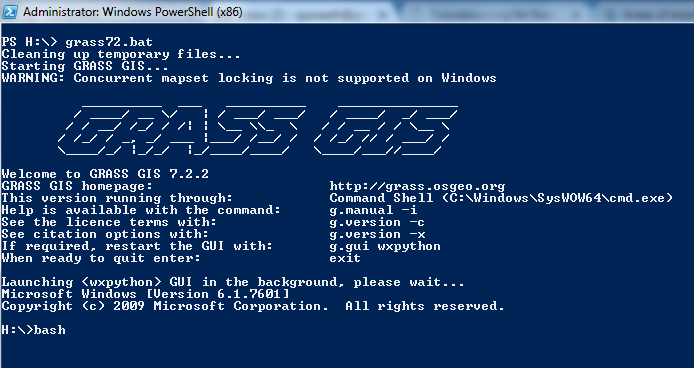 Administrator: Windows PowerShell (x86)
PS H:\> grass72.bat
Cleaning up temporary files...
Starting GRASS GIS...
WARNING: Concurrent mapset locking is not supported on Windows
GRASS GIS
Welcome to GRASS GIS 7.2.2
GRASS GIS homepage: http://grass.osgeo.org
This version running through: Command Shell (C:\Windows\SysWOW64\cmd.exe)
Help is available with the command: g.manual -i
See the licence terms with: g.version -c
See citation options with: g.version -x
If required, restart the GUI with: g.gui wxpython
When ready to quit enter: exit
Launching <wxpython> GUI in the background, please wait...
Microsoft Windows [Version 6.1.7601]
Copyright (c) 2009 Microsoft Corporation.  All rights reserved.
H:\>bash